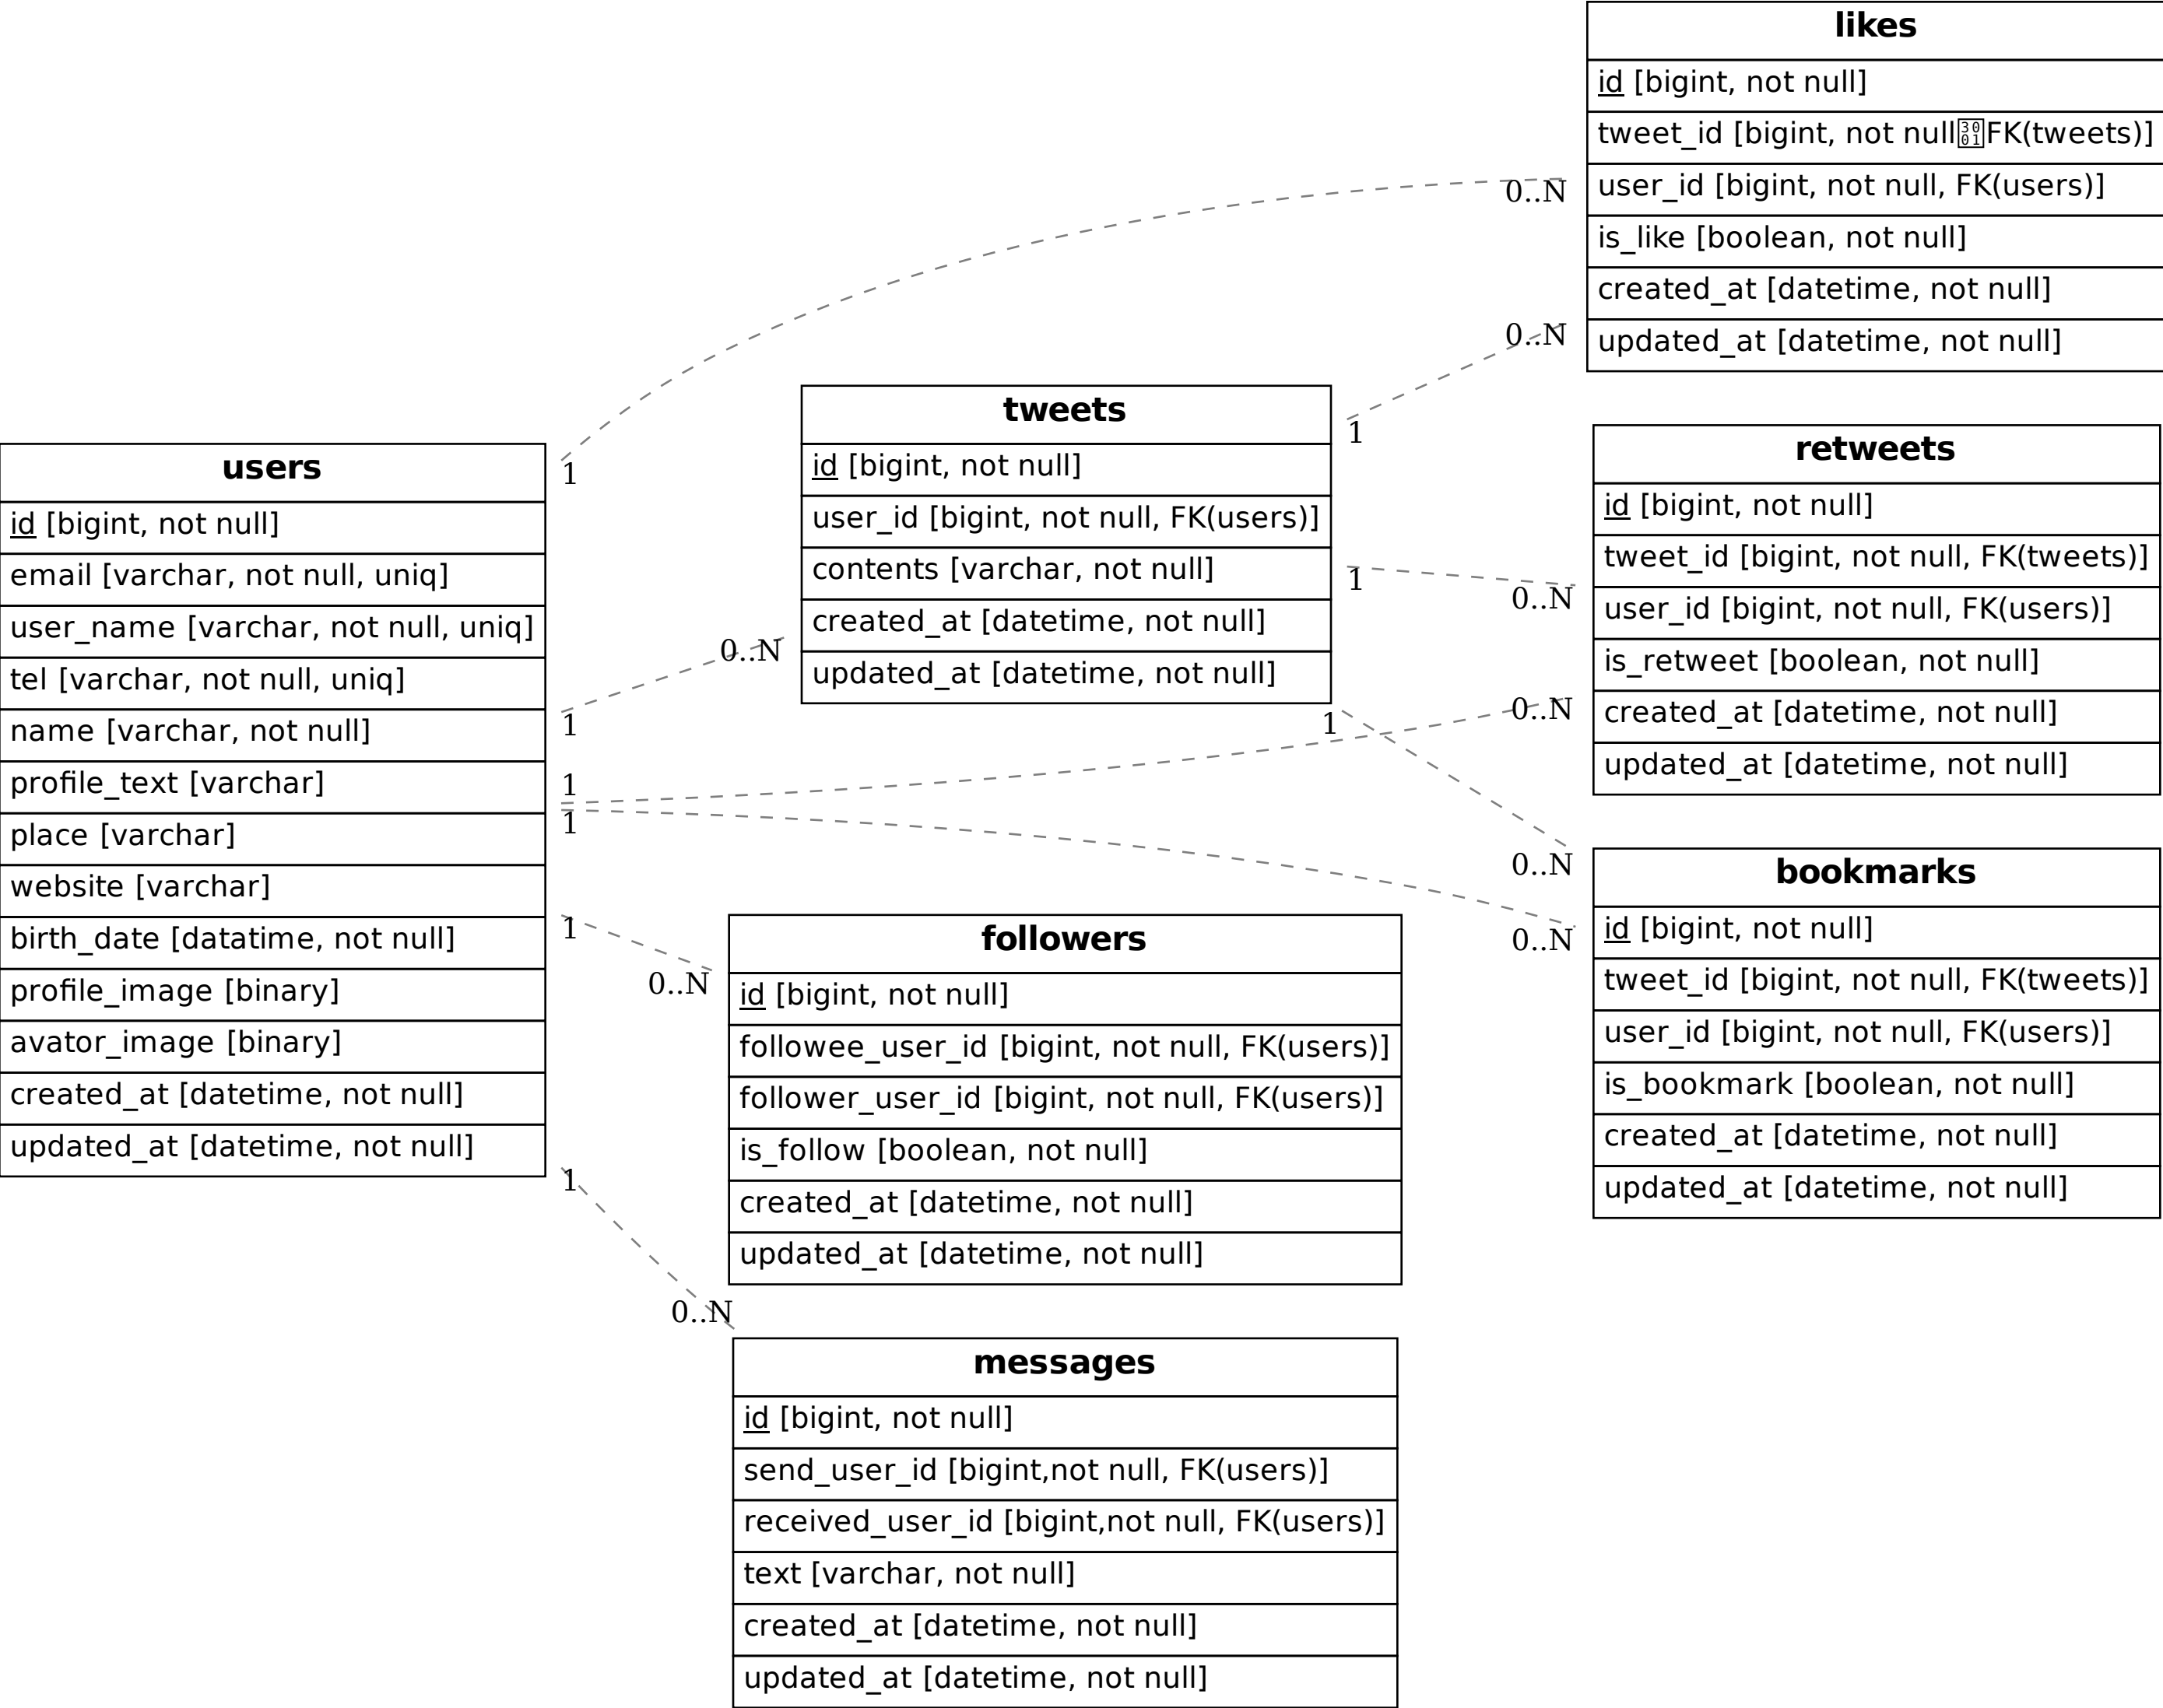 users
id [bigint, not null]
email [varchar, not null, uniq]
user_name [varchar, not null, uniq]
tel [varchar, not null, uniq]
name [varchar, not null]
profile_text [varchar]
place [varchar]
website [varchar]
birth_date [datatime, not null]
profile_image [binary]
avator_image [binary]
created_at [datetime, not null]
updated_at [datetime, not null]
1
0..N
1
0..N
1
0..N
1
0..N
1
0..N
1
0..N
tweets
id [bigint, not null]
user_id [bigint, not null, FK(users)]
contents [varchar, not null]
created_at [datetime, not null]
updated_at [datetime, not null]
1
0..N
1
0..N
1
0..N
followers
id [bigint, not null]
followee_user_id [bigint, not null, FK(users)]
follower_user_id [bigint, not null, FK(users)]
is_follow [boolean, not null]
created_at [datetime, not null]
updated_at [datetime, not null]
messages
id [bigint, not null]
send_user_id [bigint,not null, FK(users)]
received_user_id [bigint,not null, FK(users)]
text [varchar, not null]
created_at [datetime, not null]
updated_at [datetime, not null]
likes
id [bigint, not null]
tweet_id [bigint, not null、FK(tweets)]
user_id [bigint, not null, FK(users)]
is_like [boolean, not null]
created_at [datetime, not null]
updated_at [datetime, not null]
retweets
id [bigint, not null]
tweet_id [bigint, not null, FK(tweets)]
user_id [bigint, not null, FK(users)]
is_retweet [boolean, not null]
created_at [datetime, not null]
updated_at [datetime, not null]
bookmarks
id [bigint, not null]
tweet_id [bigint, not null, FK(tweets)]
user_id [bigint, not null, FK(users)]
is_bookmark [boolean, not null]
created_at [datetime, not null]
updated_at [datetime, not null]